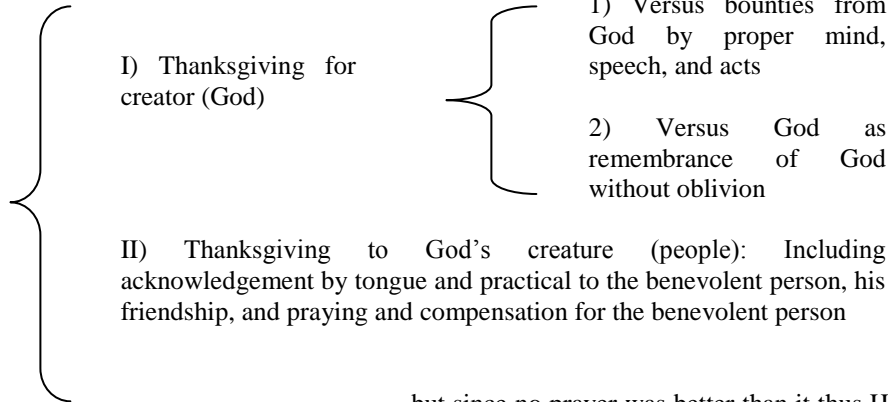 1) Versus bounties from
God by proper mind,
speech, and acts
I) Thanksgiving for
creator (God)
2) Versus God as
remembrance of God
without oblivion
II) Thanksgiving to God's creature (people): Including
acknowledgement by tongue and practical to the benevolent person, his
friendship, and praying and compensation for the benevolent person
but since no prayer was better than it thus H